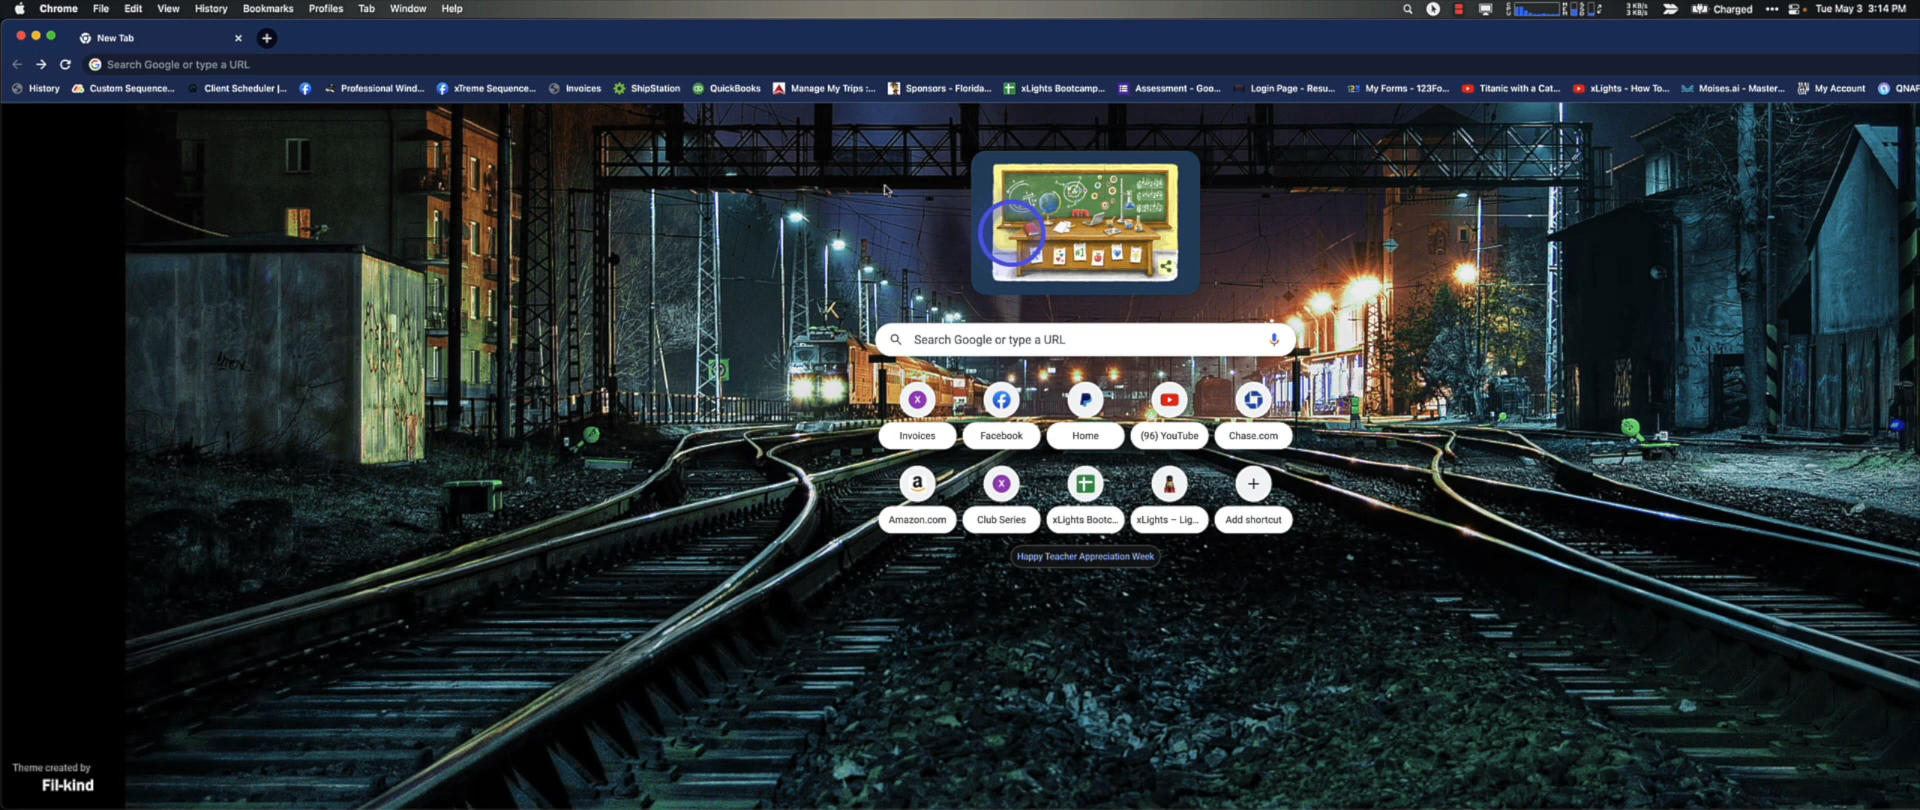 Chrome File Edit View History Bookmarks Profiles Tab Window Help
3 KB/s
3 KB/s
Charged
Tue May 3 3:14 PM
New Tab
Search Google or type a URL
History Custom Sequence... Client Scheduler |... Professional Wind... xTreme Sequence... Invoices ShipStation QuickBooks Manage My Trips :... Sponsors - Florida... xLights Bootcamp... Assessment - Goo... Login Page - Resu... My Forms - 123Fo... Titanic with a Cat... xLights - How To... Moises.ai - Master... My Account QNAP
Search Google or type a URL
Invoices Facebook Home (96) YouTube Chase.com
Amazon.com Club Series xLights Bootc... xLights – Lig... Add shortcut
Happy Teacher Appreciation Week
Theme created by
Fil-kind